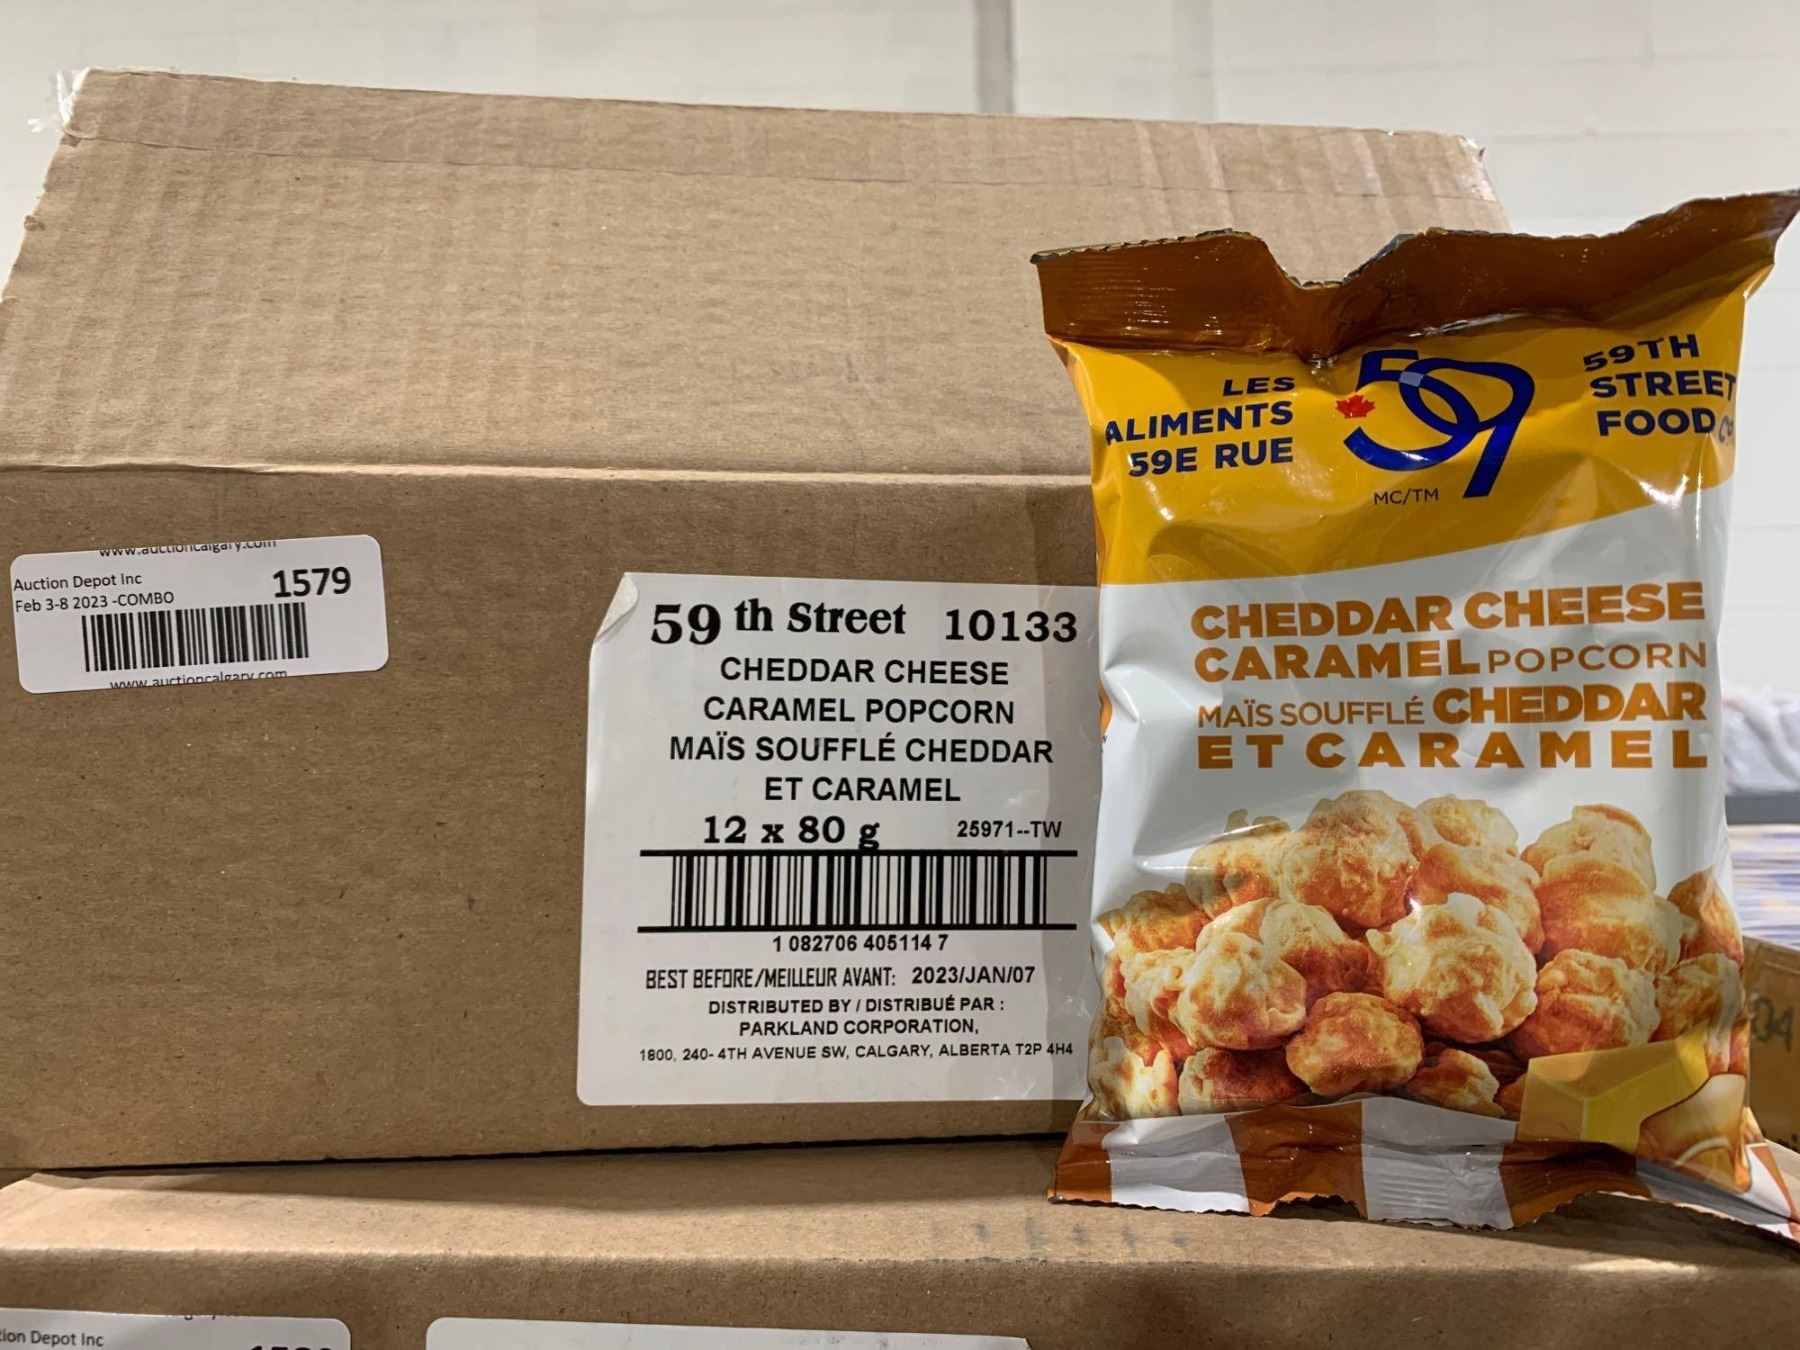 www.auctioncalgary.com
Auction Depot Inc
1579
Feb 3-8 2023 -COMBO
www.auctioncalgary.com
59 th Street 10133
CHEDDAR CHEESE
CARAMEL POPCORN
MAÏS SOUFFLÉ CHEDDAR
ET CARAMEL
12 x 80 g 25971--TW
1 082706 405114 7
BEST BEFORE/MEILLEUR AVANT: 2023/JAN/07
DISTRIBUTED BY / DISTRIBUÉ PAR :
PARKLAND CORPORATION,
1800, 240- 4TH AVENUE SW, CALGARY, ALBERTA T2P 4H4
LES
ALIMENTS
59E RUE
59
MC/TM
59TH
STREET
FOOD Co
CHEDDAR CHEESE
CARAMEL POPCORN
MAÏS SOUFFLÉ CHEDDAR
ET CARAMEL
Depot Inc